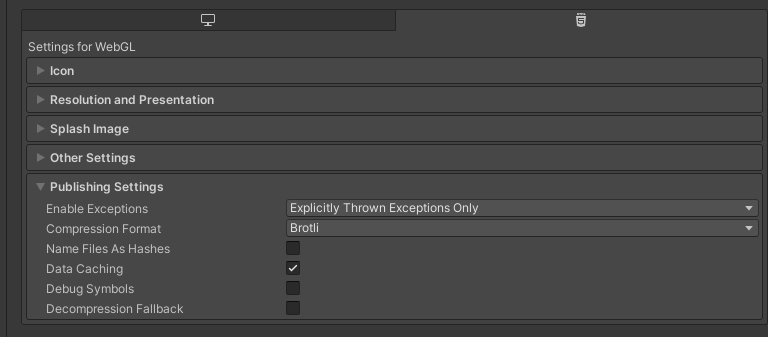 Settings for WebGL
Icon
Resolution and Presentation
Splash Image
Other Settings
Publishing Settings
Enable Exceptions Explicitly Thrown Exceptions Only
Compression Format Brotli
Name Files As Hashes
Data Caching
Debug Symbols
Decompression Fallback